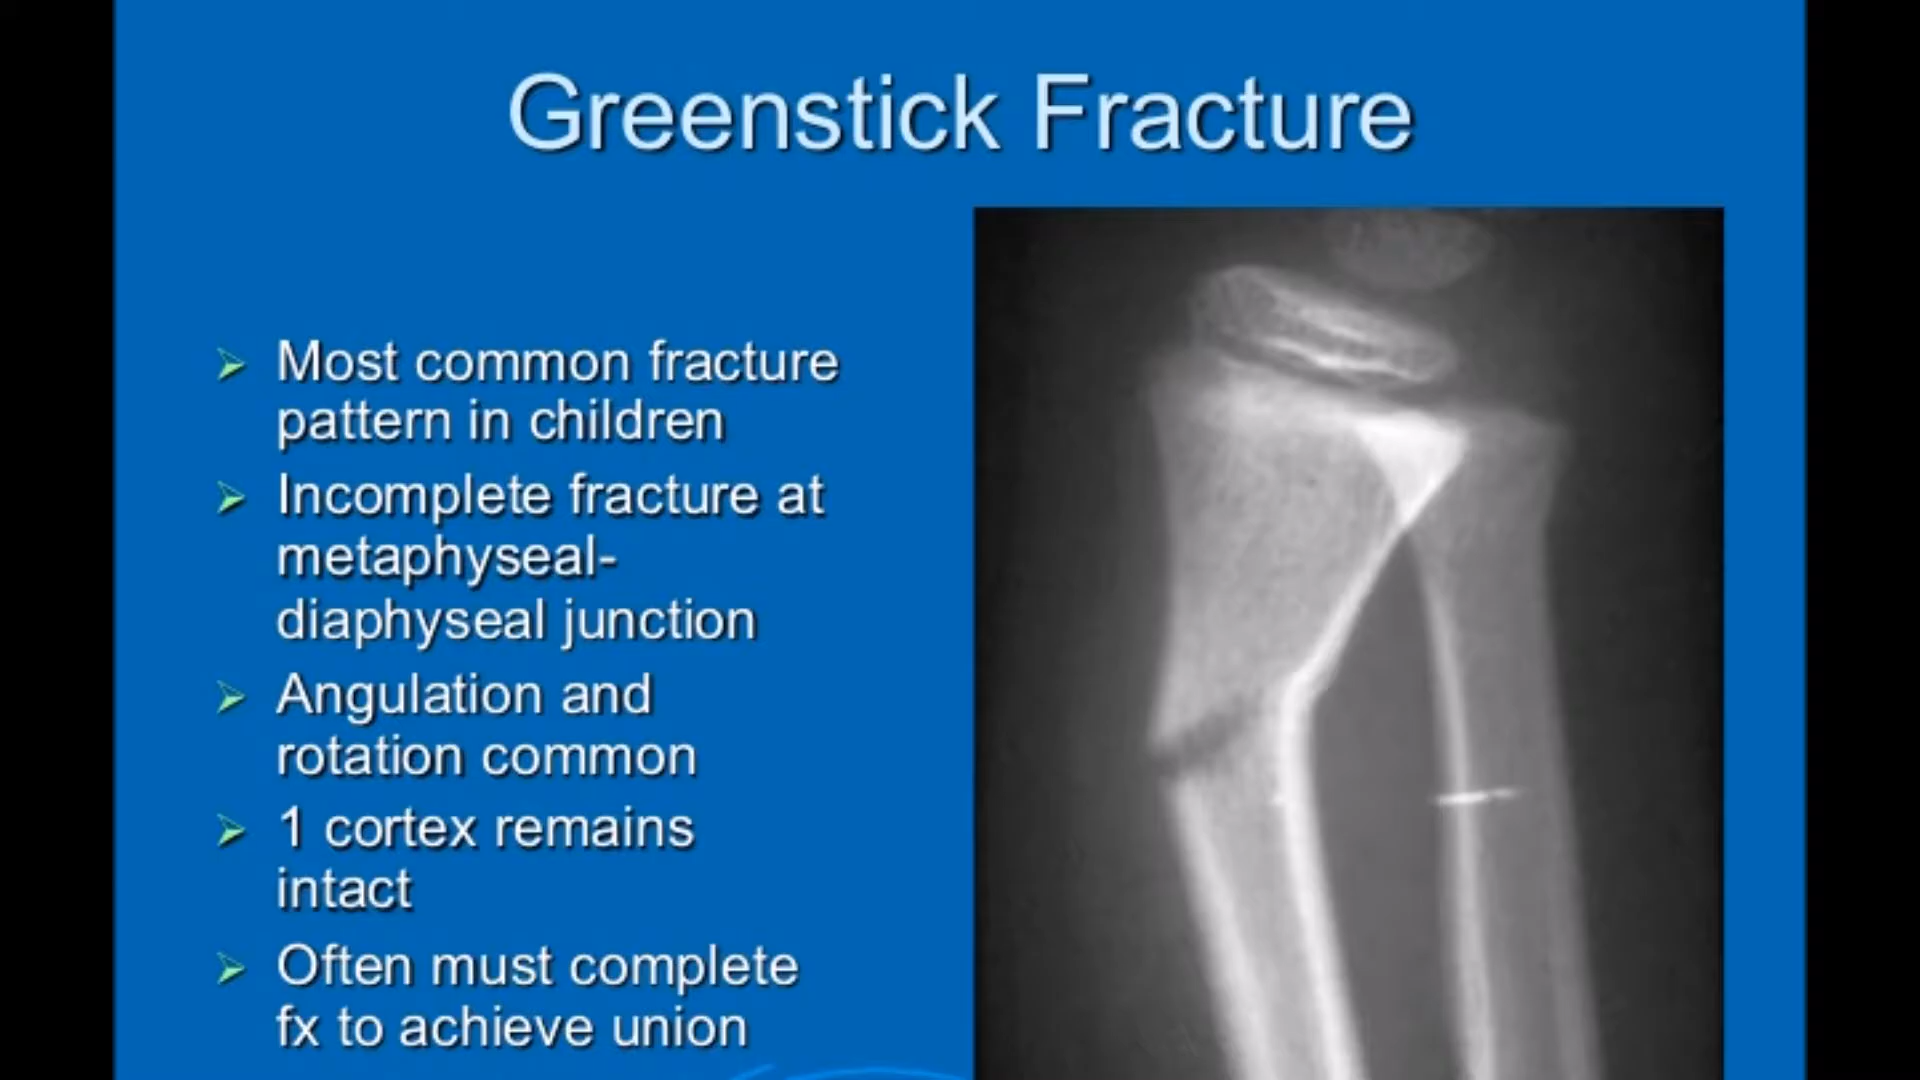 Greenstick Fracture
Most common fracture
pattern in children
Incomplete fracture at
metaphyseal-
diaphyseal junction
Angulation and
rotation common
1 cortex remains
intact
Often must complete
fx to achieve union